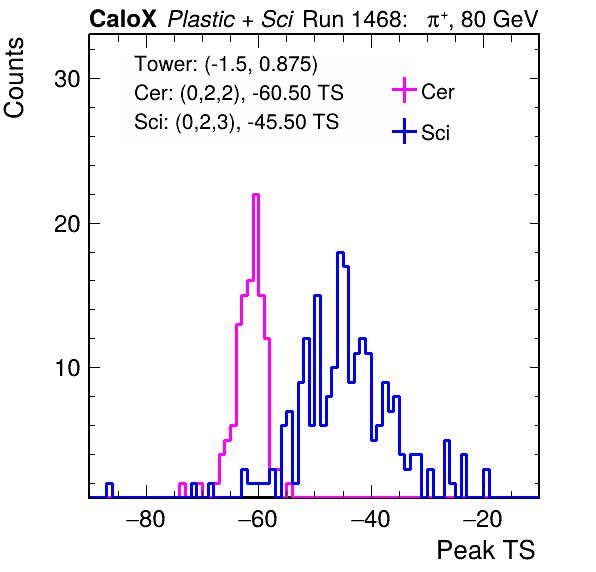 CaloX Plastic + Sci Run 1468: π+, 80 GeV
Counts
Tower: (-1.5, 0.875)
Cer: (0,2,2), -60.50 TS
Sci: (0,2,3), -45.50 TS
Cer
Sci
30
20
10
−80 −60 −40 −20
Peak TS